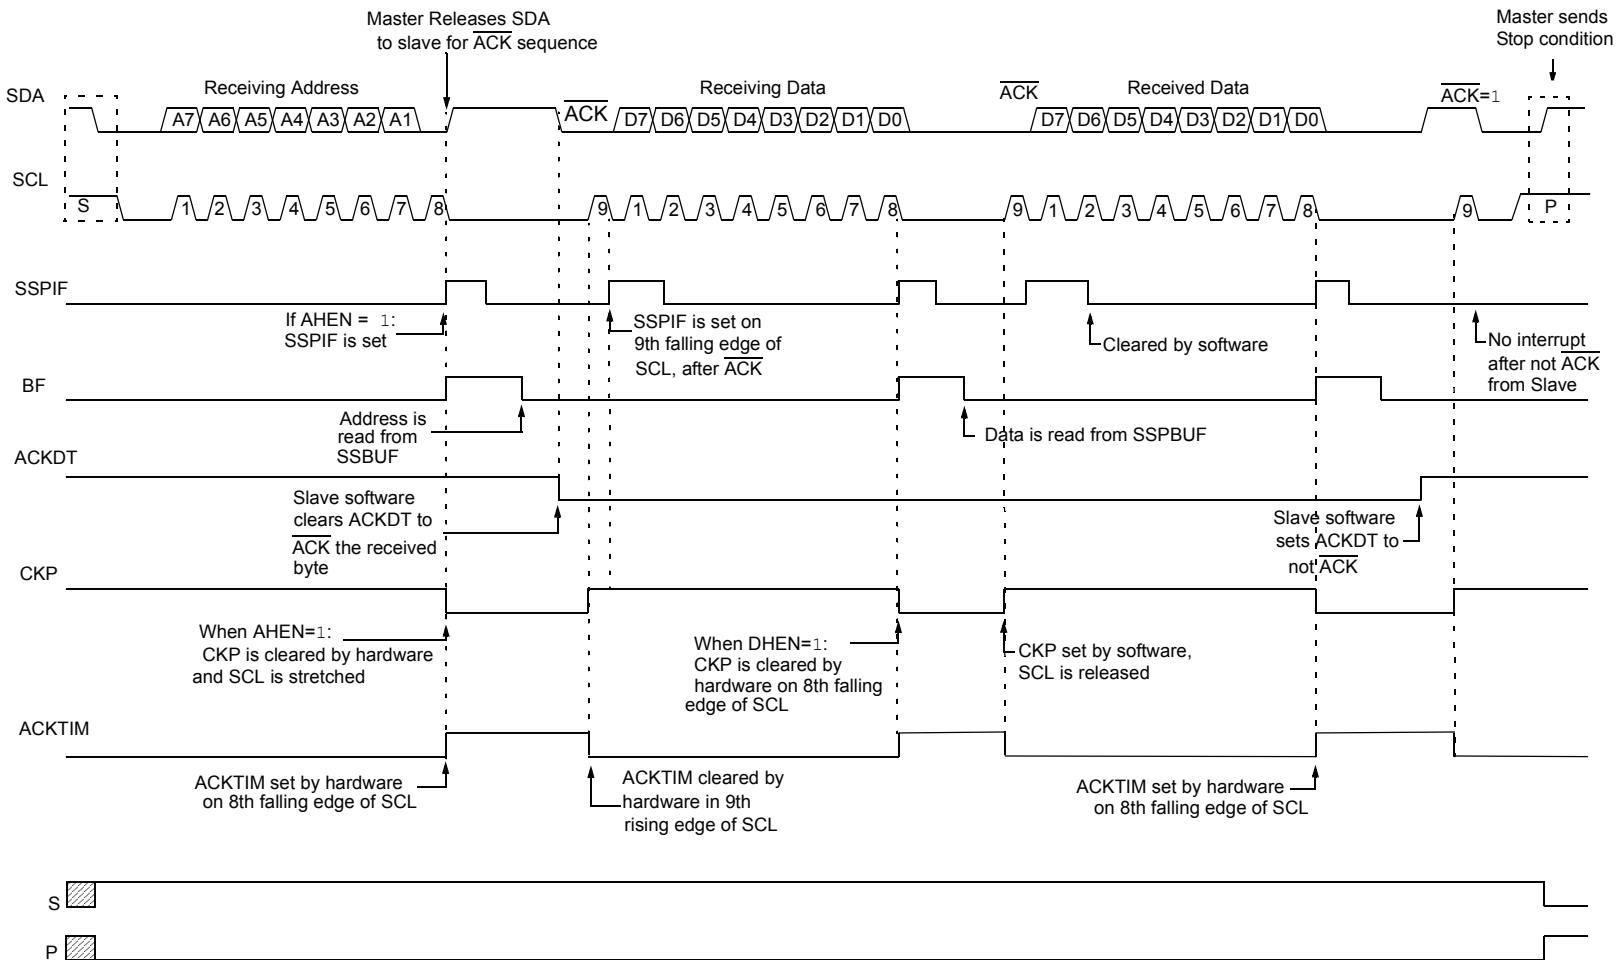 Master Releases SDA
to slave for ACK sequence
Master sends
Stop condition
SDA
Receiving Address
A7 A6 A5 A4 A3 A2 A1
ACK
Receiving Data
D7 D6 D5 D4 D3 D2 D1 D0
ACK
Received Data
D7 D6 D5 D4 D3 D2 D1 D0
ACK=1
SCL
S
1 2 3 4 5 6 7 8 9 1 2 3 4 5 6 7 8 9 1 2 3 4 5 6 7 8 9
P
SSPIF
If AHEN = 1:
SSPIF is set
SSPIF is set on
9th falling edge of
SCL, after ACK
Cleared by software
No interrupt
after not ACK
from Slave
BF
Address is
read from
SSBUF
Data is read from SSPBUF
ACKDT
Slave software
clears ACKDT to
ACK the received
byte
Slave software
sets ACKDT to
not ACK
CKP
When AHEN=1:
CKP is cleared by hardware
and SCL is stretched
When DHEN=1:
CKP is cleared by
hardware on 8th falling
edge of SCL
CKP set by software,
SCL is released
ACKTIM
ACKTIM set by hardware
on 8th falling edge of SCL
ACKTIM cleared by
hardware in 9th
rising edge of SCL
ACKTIM set by hardware
on 8th falling edge of SCL
S
P